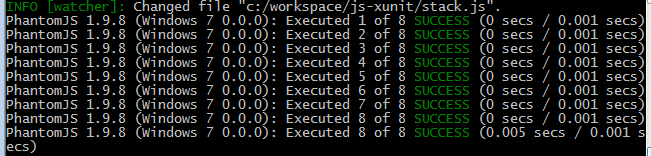 INFO [watcher]: Changed file "c:/workspace/js-xunit/stack.js".
PhantomJS 1.9.8 (Windows 7 0.0.0): Executed 1 of 8 SUCCESS (0 secs / 0.001 secs)
PhantomJS 1.9.8 (Windows 7 0.0.0): Executed 2 of 8 SUCCESS (0 secs / 0.001 secs)
PhantomJS 1.9.8 (Windows 7 0.0.0): Executed 3 of 8 SUCCESS (0 secs / 0.001 secs)
PhantomJS 1.9.8 (Windows 7 0.0.0): Executed 4 of 8 SUCCESS (0 secs / 0.001 secs)
PhantomJS 1.9.8 (Windows 7 0.0.0): Executed 5 of 8 SUCCESS (0 secs / 0.001 secs)
PhantomJS 1.9.8 (Windows 7 0.0.0): Executed 6 of 8 SUCCESS (0 secs / 0.001 secs)
PhantomJS 1.9.8 (Windows 7 0.0.0): Executed 7 of 8 SUCCESS (0 secs / 0.001 secs)
PhantomJS 1.9.8 (Windows 7 0.0.0): Executed 8 of 8 SUCCESS (0 secs / 0.001 secs)
PhantomJS 1.9.8 (Windows 7 0.0.0): Executed 8 of 8 SUCCESS (0.005 secs / 0.001 s
ecs)